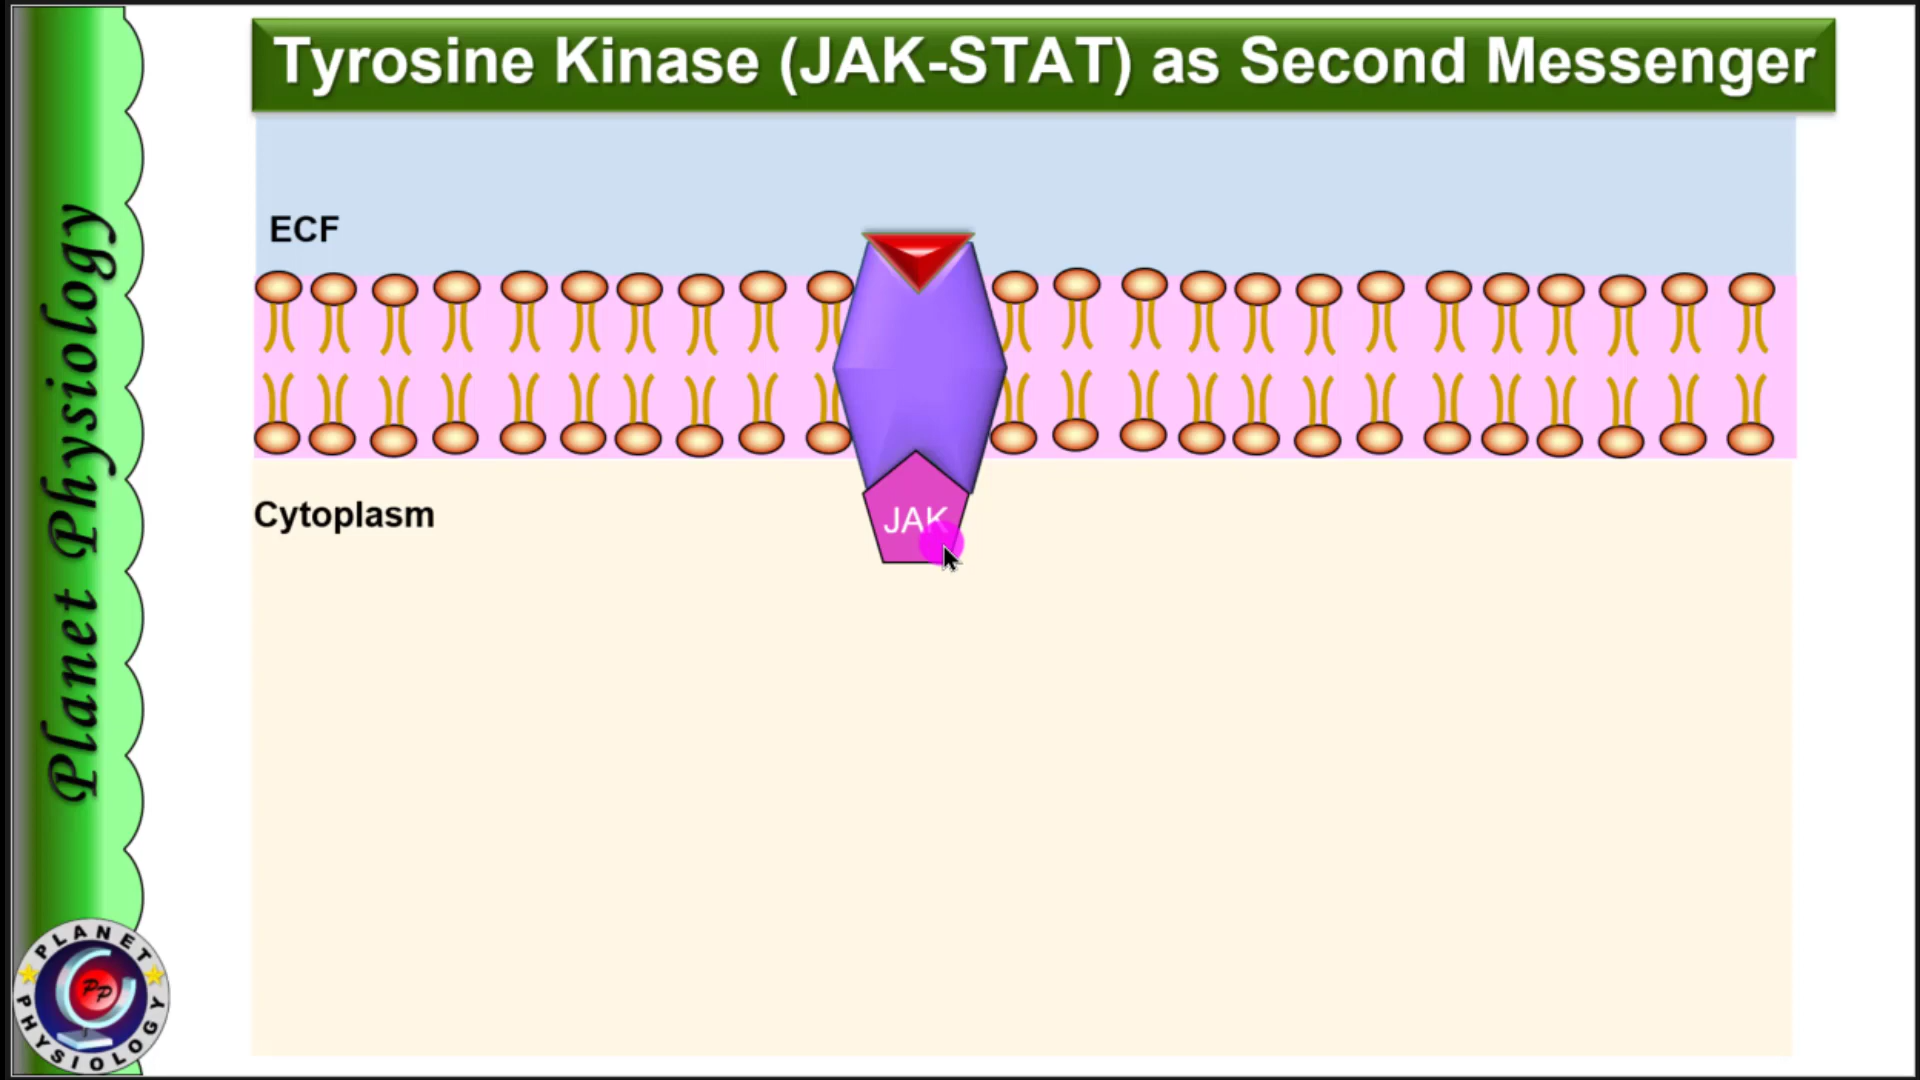 Tyrosine Kinase (JAK-STAT) as Second Messenger
ECF
Cytoplasm
JAK
Planet Physiology
PLANET
PP
PHYSIOLOGY